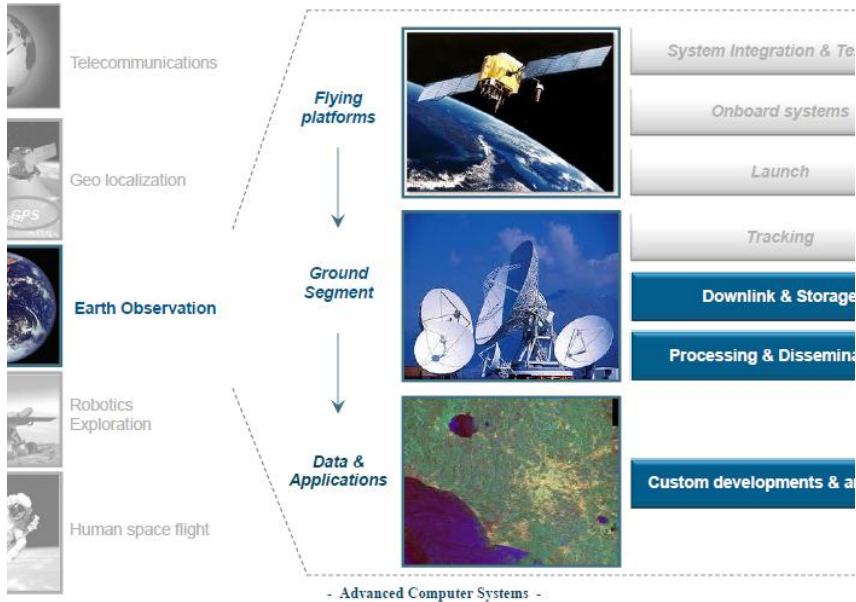 Telecommunications
Geo localization
GPS
Earth Observation
Robotics
Exploration
Human space flight
Flying
platforms
Ground
Segment
Data &
Applications
System Integration & Te
Onboard systems
Launch
Tracking
Downlink & Storage
Processing & Dissemina
Custom developments & a
- Advanced Computer Systems -